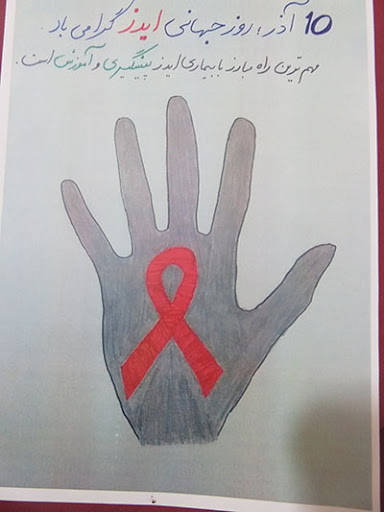 10 آذر، روز جهانی ایدز گرامی باد.
مهم ترین راه مبارزه با بیماری ایدز پیشگیری و آموزش است.